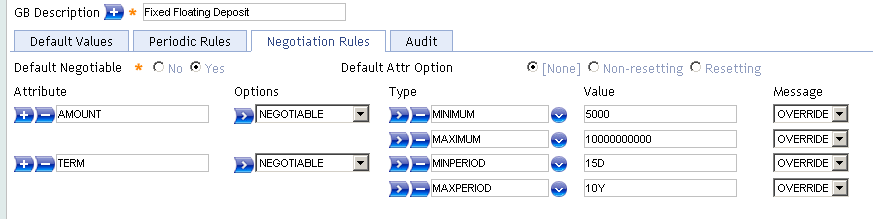 GB Description * Fixed Floating Deposit
Default Values Periodic Rules Negotiation Rules Audit
Default Negotiable * No Yes Default Attr Option [None] Non-resetting Resetting
Attribute Options Type Value Message
AMOUNT NEGOTIABLE MINIMUM 5000 OVERRIDE
MAXIMUM 10000000000 OVERRIDE
TERM NEGOTIABLE MINPERIOD 15D OVERRIDE
MAXPERIOD 10Y OVERRIDE